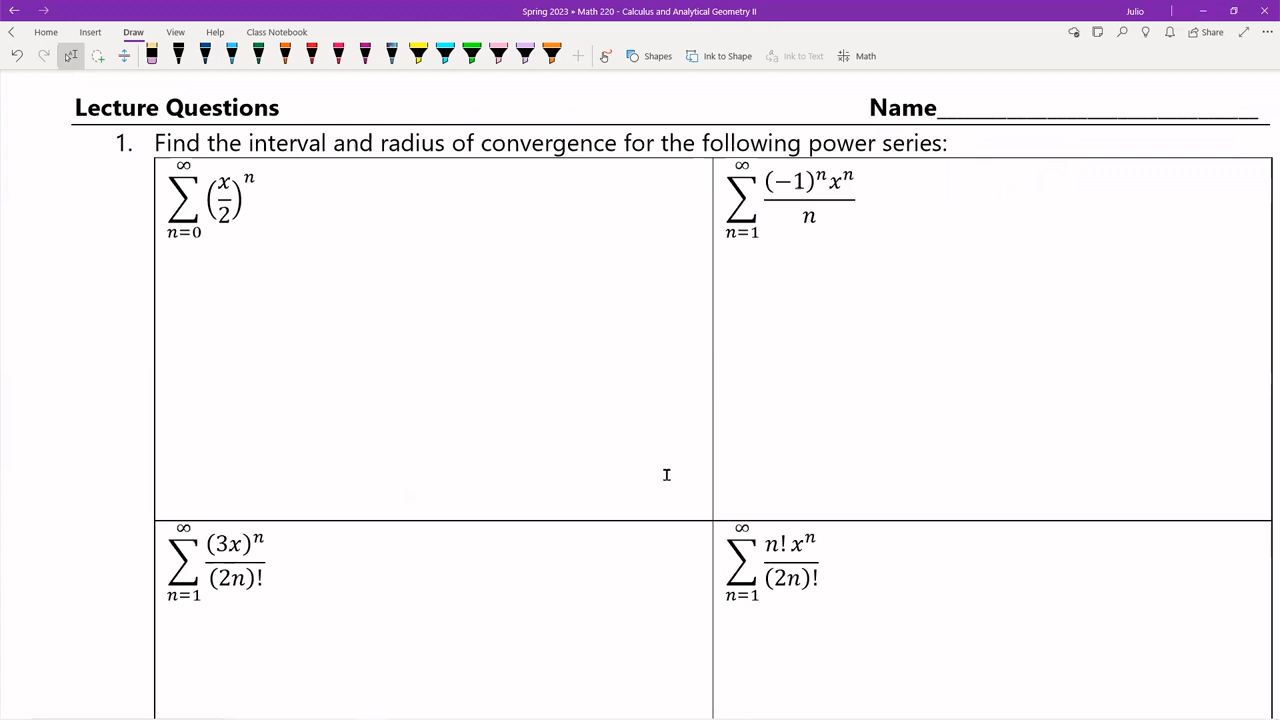 Spring 2023 » Math 220 - Calculus and Analytical Geometry II
Julio
Home Insert Draw View Help Class Notebook
Share
Shapes Ink to Shape Ink to Text Math
Lecture Questions Name______________________________
1. Find the interval and radius of convergence for the following power series:
∞
∑ (x/2)^n
n=0
∞
∑ (−1)^n x^n / n
n=1
∞
∑ (3x)^n / (2n)!
n=1
∞
∑ n! x^n / (2n)!
n=1